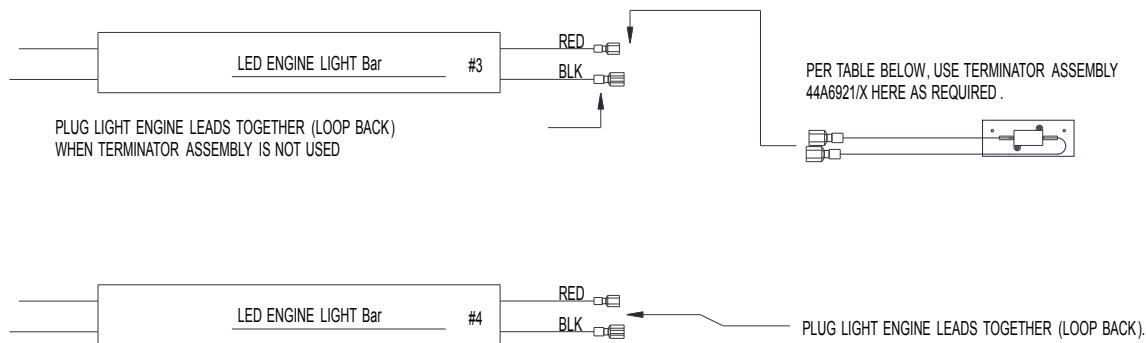 RED
LED ENGINE LIGHT Bar #3
BLK
PER TABLE BELOW, USE TERMINATOR ASSEMBLY
44A6921/X HERE AS REQUIRED .
PLUG LIGHT ENGINE LEADS TOGETHER (LOOP BACK)
WHEN TERMINATOR ASSEMBLY IS NOT USED
RED
LED ENGINE LIGHT Bar #4
BLK
PLUG LIGHT ENGINE LEADS TOGETHER (LOOP BACK).